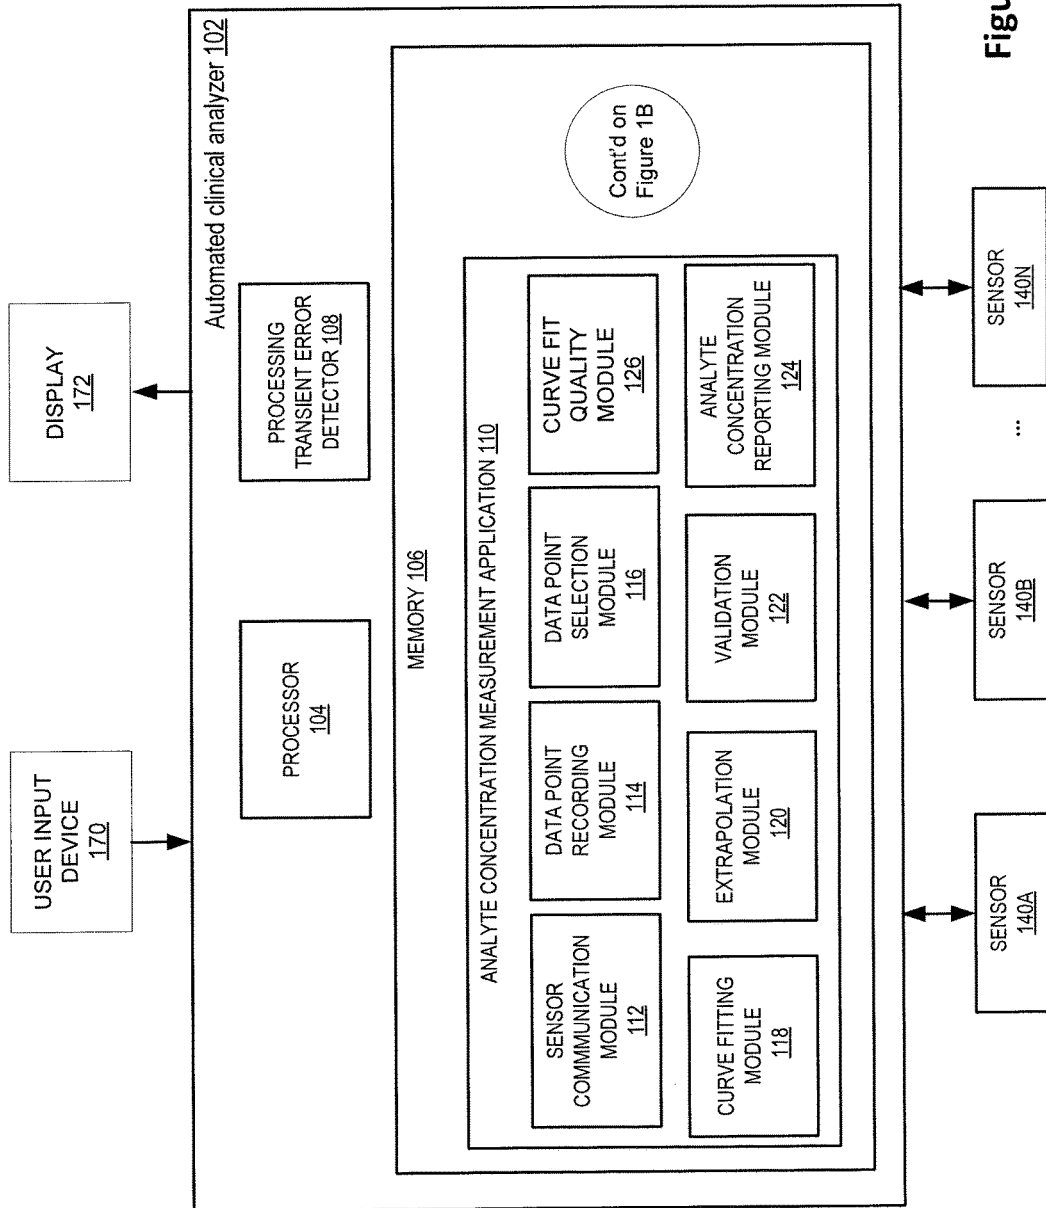 USER INPUT
DEVICE
170
DISPLAY
172
Automated clinical analyzer 102
PROCESSOR
104
PROCESSING
TRANSIENT ERROR
DETECTOR 108
MEMORY 106
ANALYTE CONCENTRATION MEASUREMENT APPLICATION 110
SENSOR
COMMMUNICATION
MODULE
112
DATA POINT
RECORDING
MODULE
114
DATA POINT
SELECTION
MODULE
116
CURVE FIT
QUALITY
MODULE
126
CURVE FITTING
MODULE
118
EXTRAPOLATION
MODULE
120
VALIDATION
MODULE
122
ANALYTE
CONCENTRATION
REPORTING MODULE
124
Cont'd on
Figure 1B
SENSOR
140A
SENSOR
140B
...
SENSOR
140N